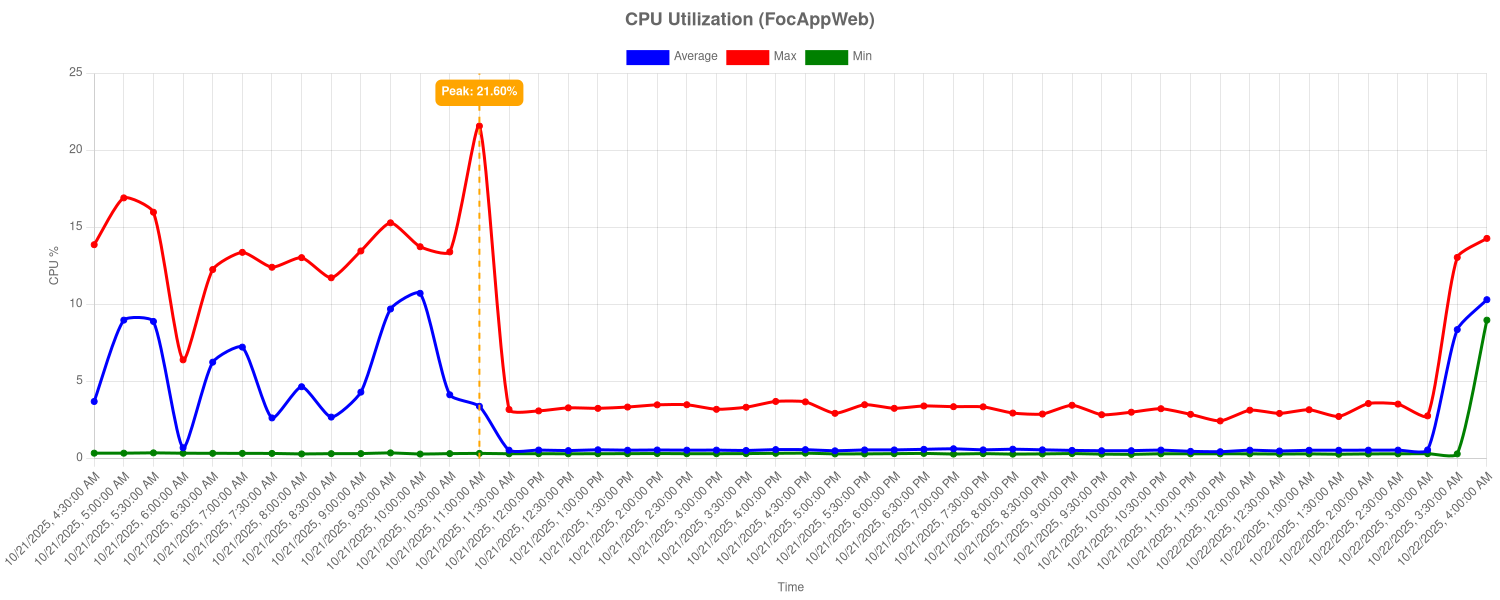 CPU Utilization (FocAppWeb)
Average Max Min
Peak: 21.60%
CPU %
25
20
15
10
5
0
10/21/2025, 4:30:00 AM
10/21/2025, 5:00:00 AM
10/21/2025, 5:30:00 AM
10/21/2025, 6:00:00 AM
10/21/2025, 6:30:00 AM
10/21/2025, 7:00:00 AM
10/21/2025, 7:30:00 AM
10/21/2025, 8:00:00 AM
10/21/2025, 8:30:00 AM
10/21/2025, 9:00:00 AM
10/21/2025, 9:30:00 AM
10/21/2025, 10:00:00 AM
10/21/2025, 10:30:00 AM
10/21/2025, 11:00:00 AM
10/21/2025, 11:30:00 AM
10/21/2025, 12:00:00 PM
10/21/2025, 12:30:00 PM
10/21/2025, 1:00:00 PM
10/21/2025, 1:30:00 PM
10/21/2025, 2:00:00 PM
10/21/2025, 2:30:00 PM
10/21/2025, 3:00:00 PM
10/21/2025, 3:30:00 PM
10/21/2025, 4:00:00 PM
10/21/2025, 4:30:00 PM
10/21/2025, 5:00:00 PM
10/21/2025, 5:30:00 PM
10/21/2025, 6:00:00 PM
10/21/2025, 6:30:00 PM
10/21/2025, 7:00:00 PM
10/21/2025, 7:30:00 PM
10/21/2025, 8:00:00 PM
10/21/2025, 8:30:00 PM
10/21/2025, 9:00:00 PM
10/21/2025, 9:30:00 PM
10/21/2025, 10:00:00 PM
10/21/2025, 10:30:00 PM
10/21/2025, 11:00:00 PM
10/21/2025, 11:30:00 PM
10/22/2025, 12:00:00 AM
10/22/2025, 12:30:00 AM
10/22/2025, 1:00:00 AM
10/22/2025, 1:30:00 AM
10/22/2025, 2:00:00 AM
10/22/2025, 2:30:00 AM
10/22/2025, 3:00:00 AM
10/22/2025, 3:30:00 AM
10/22/2025, 4:00:00 AM
Time